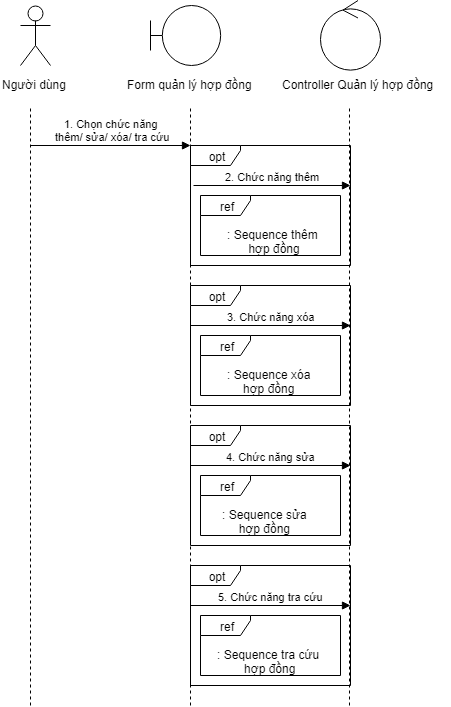 Người dùng
Form quản lý hợp đồng
Controller Quản lý hợp đồng
1. Chọn chức năng
thêm/ sửa/ xóa/ tra cứu
opt
2. Chức năng thêm
ref
: Sequence thêm
hợp đồng
opt
3. Chức năng xóa
ref
: Sequence xóa
hợp đồng
opt
4. Chức năng sửa
ref
: Sequence sửa
hợp đồng
opt
5. Chức năng tra cứu
ref
: Sequence tra cứu
hợp đồng